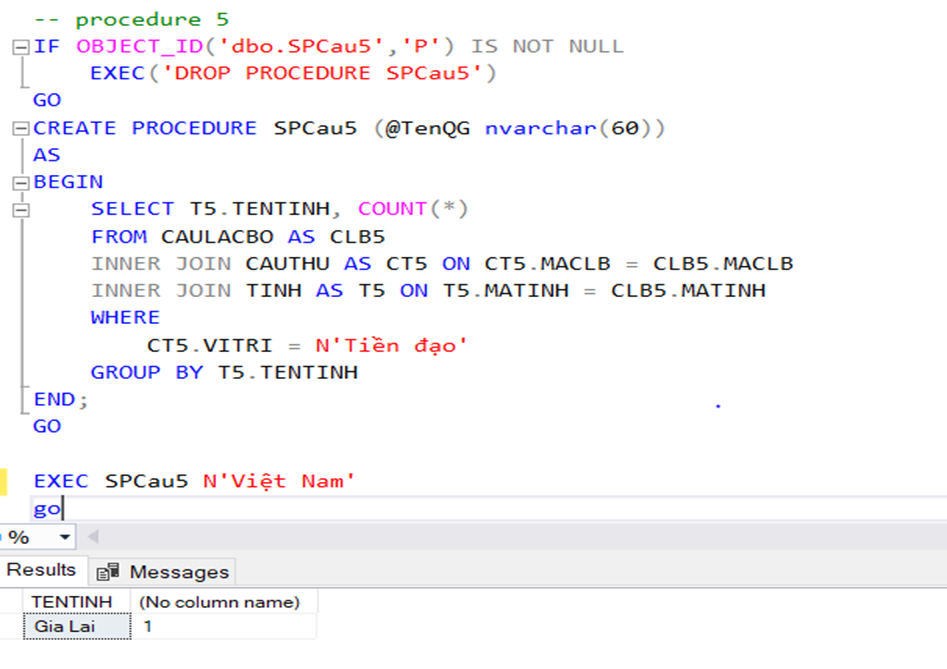 -- procedure 5
IF OBJECT_ID('dbo.SPCau5','P') IS NOT NULL
EXEC('DROP PROCEDURE SPCau5')
GO
CREATE PROCEDURE SPCau5 (@TenQG nvarchar(60))
AS
BEGIN
SELECT T5.TENTINH, COUNT(*)
FROM CAULACBO AS CLB5
INNER JOIN CAUTHU AS CT5 ON CT5.MACLB = CLB5.MACLB
INNER JOIN TINH AS T5 ON T5.MATINH = CLB5.MATINH
WHERE
CT5.VITRI = N'Tiền đạo'
GROUP BY T5.TENTINH
END;
GO
EXEC SPCau5 N'Việt Nam'
go
%
Results Messages
TENTINH (No column name)
Gia Lai 1